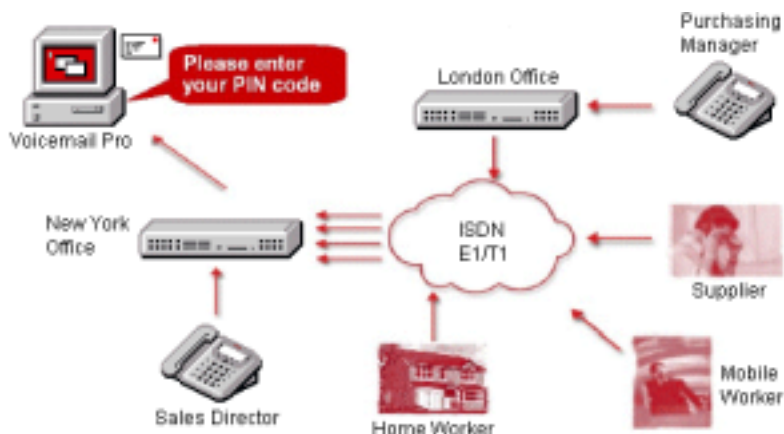 Purchasing
Manager
Please enter
your PIN code
London Office
Voicemail Pro
New York
Office
ISDN
E1/T1
Supplier
Mobile
Worker
Sales Director
Home Worker